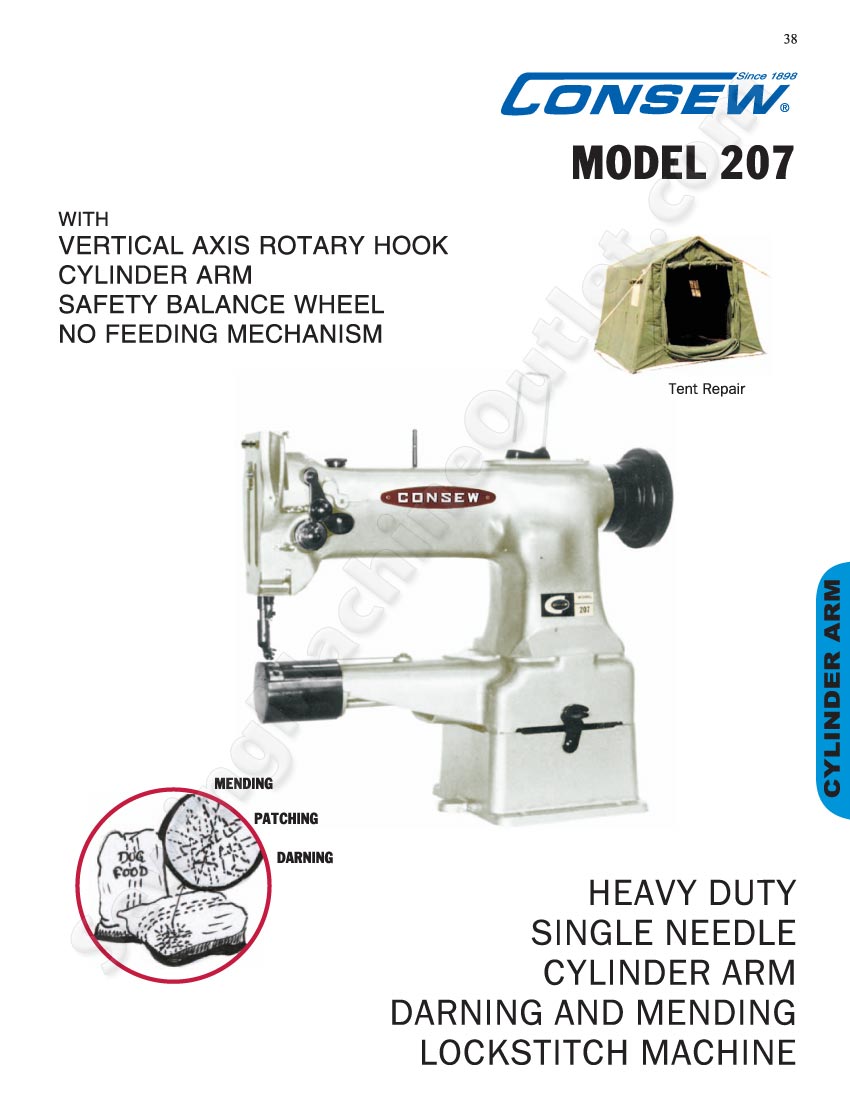 38
Since 1898
CONSEW®
MODEL 207
WITH
VERTICAL AXIS ROTARY HOOK
CYLINDER ARM
SAFETY BALANCE WHEEL
NO FEEDING MECHANISM
Tent Repair
CONSEW
MODEL
207
CYLINDER ARM
MENDING
PATCHING
DARNING
DOG
FOOD
HEAVY DUTY
SINGLE NEEDLE
CYLINDER ARM
DARNING AND MENDING
LOCKSTITCH MACHINE
SewingMachineOutlet.com